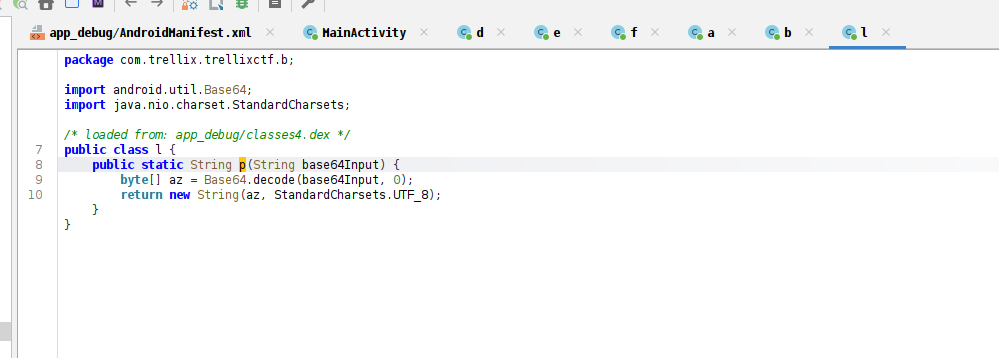 app_debug/AndroidManifest.xml MainActivity d e f a b l
package com.trellix.trellixctf.b;
import android.util.Base64;
import java.nio.charset.StandardCharsets;
/* loaded from: app_debug/classes4.dex */
7 public class l {
8 public static String p(String base64Input) {
9 byte[] az = Base64.decode(base64Input, 0);
10 return new String(az, StandardCharsets.UTF_8);
}
}